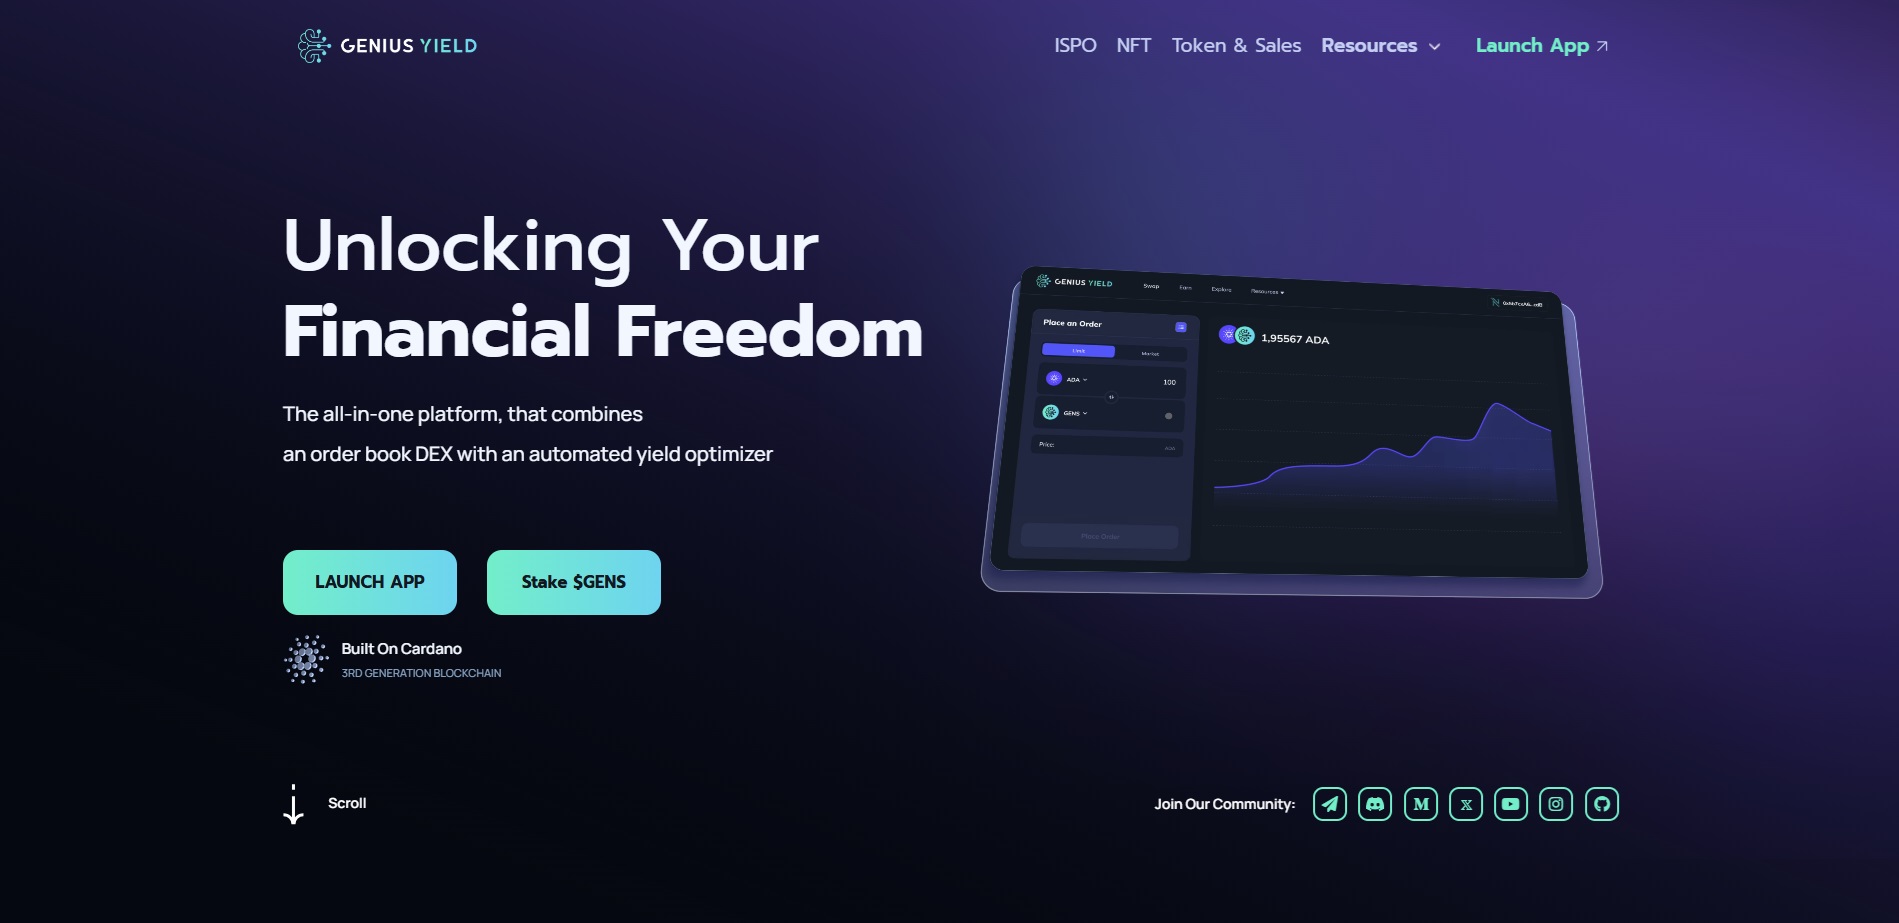 GENIUS YIELD
ISPO NFT Token & Sales Resources Launch App
Unlocking Your
Financial Freedom
The all-in-one platform, that combines
an order book DEX with an automated yield optimizer
LAUNCH APP
Stake $GENS
Built On Cardano
3RD GENERATION BLOCKCHAIN
GENIUS YIELD
Swap Earn Explore Resources
Place an Order
Limit Market
ADA 100
GENS
Price: ADA
Place Order
1,95567 ADA
Scroll
Join Our Community: